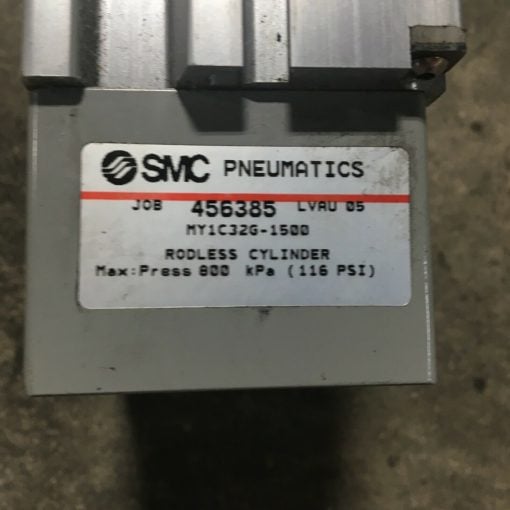 SMC PNEUMATICS
JOB 456385 LVAU 05
MY1C32G-1500
RODLESS CYLINDER
Max:Press 800 kPa (116 PSI)